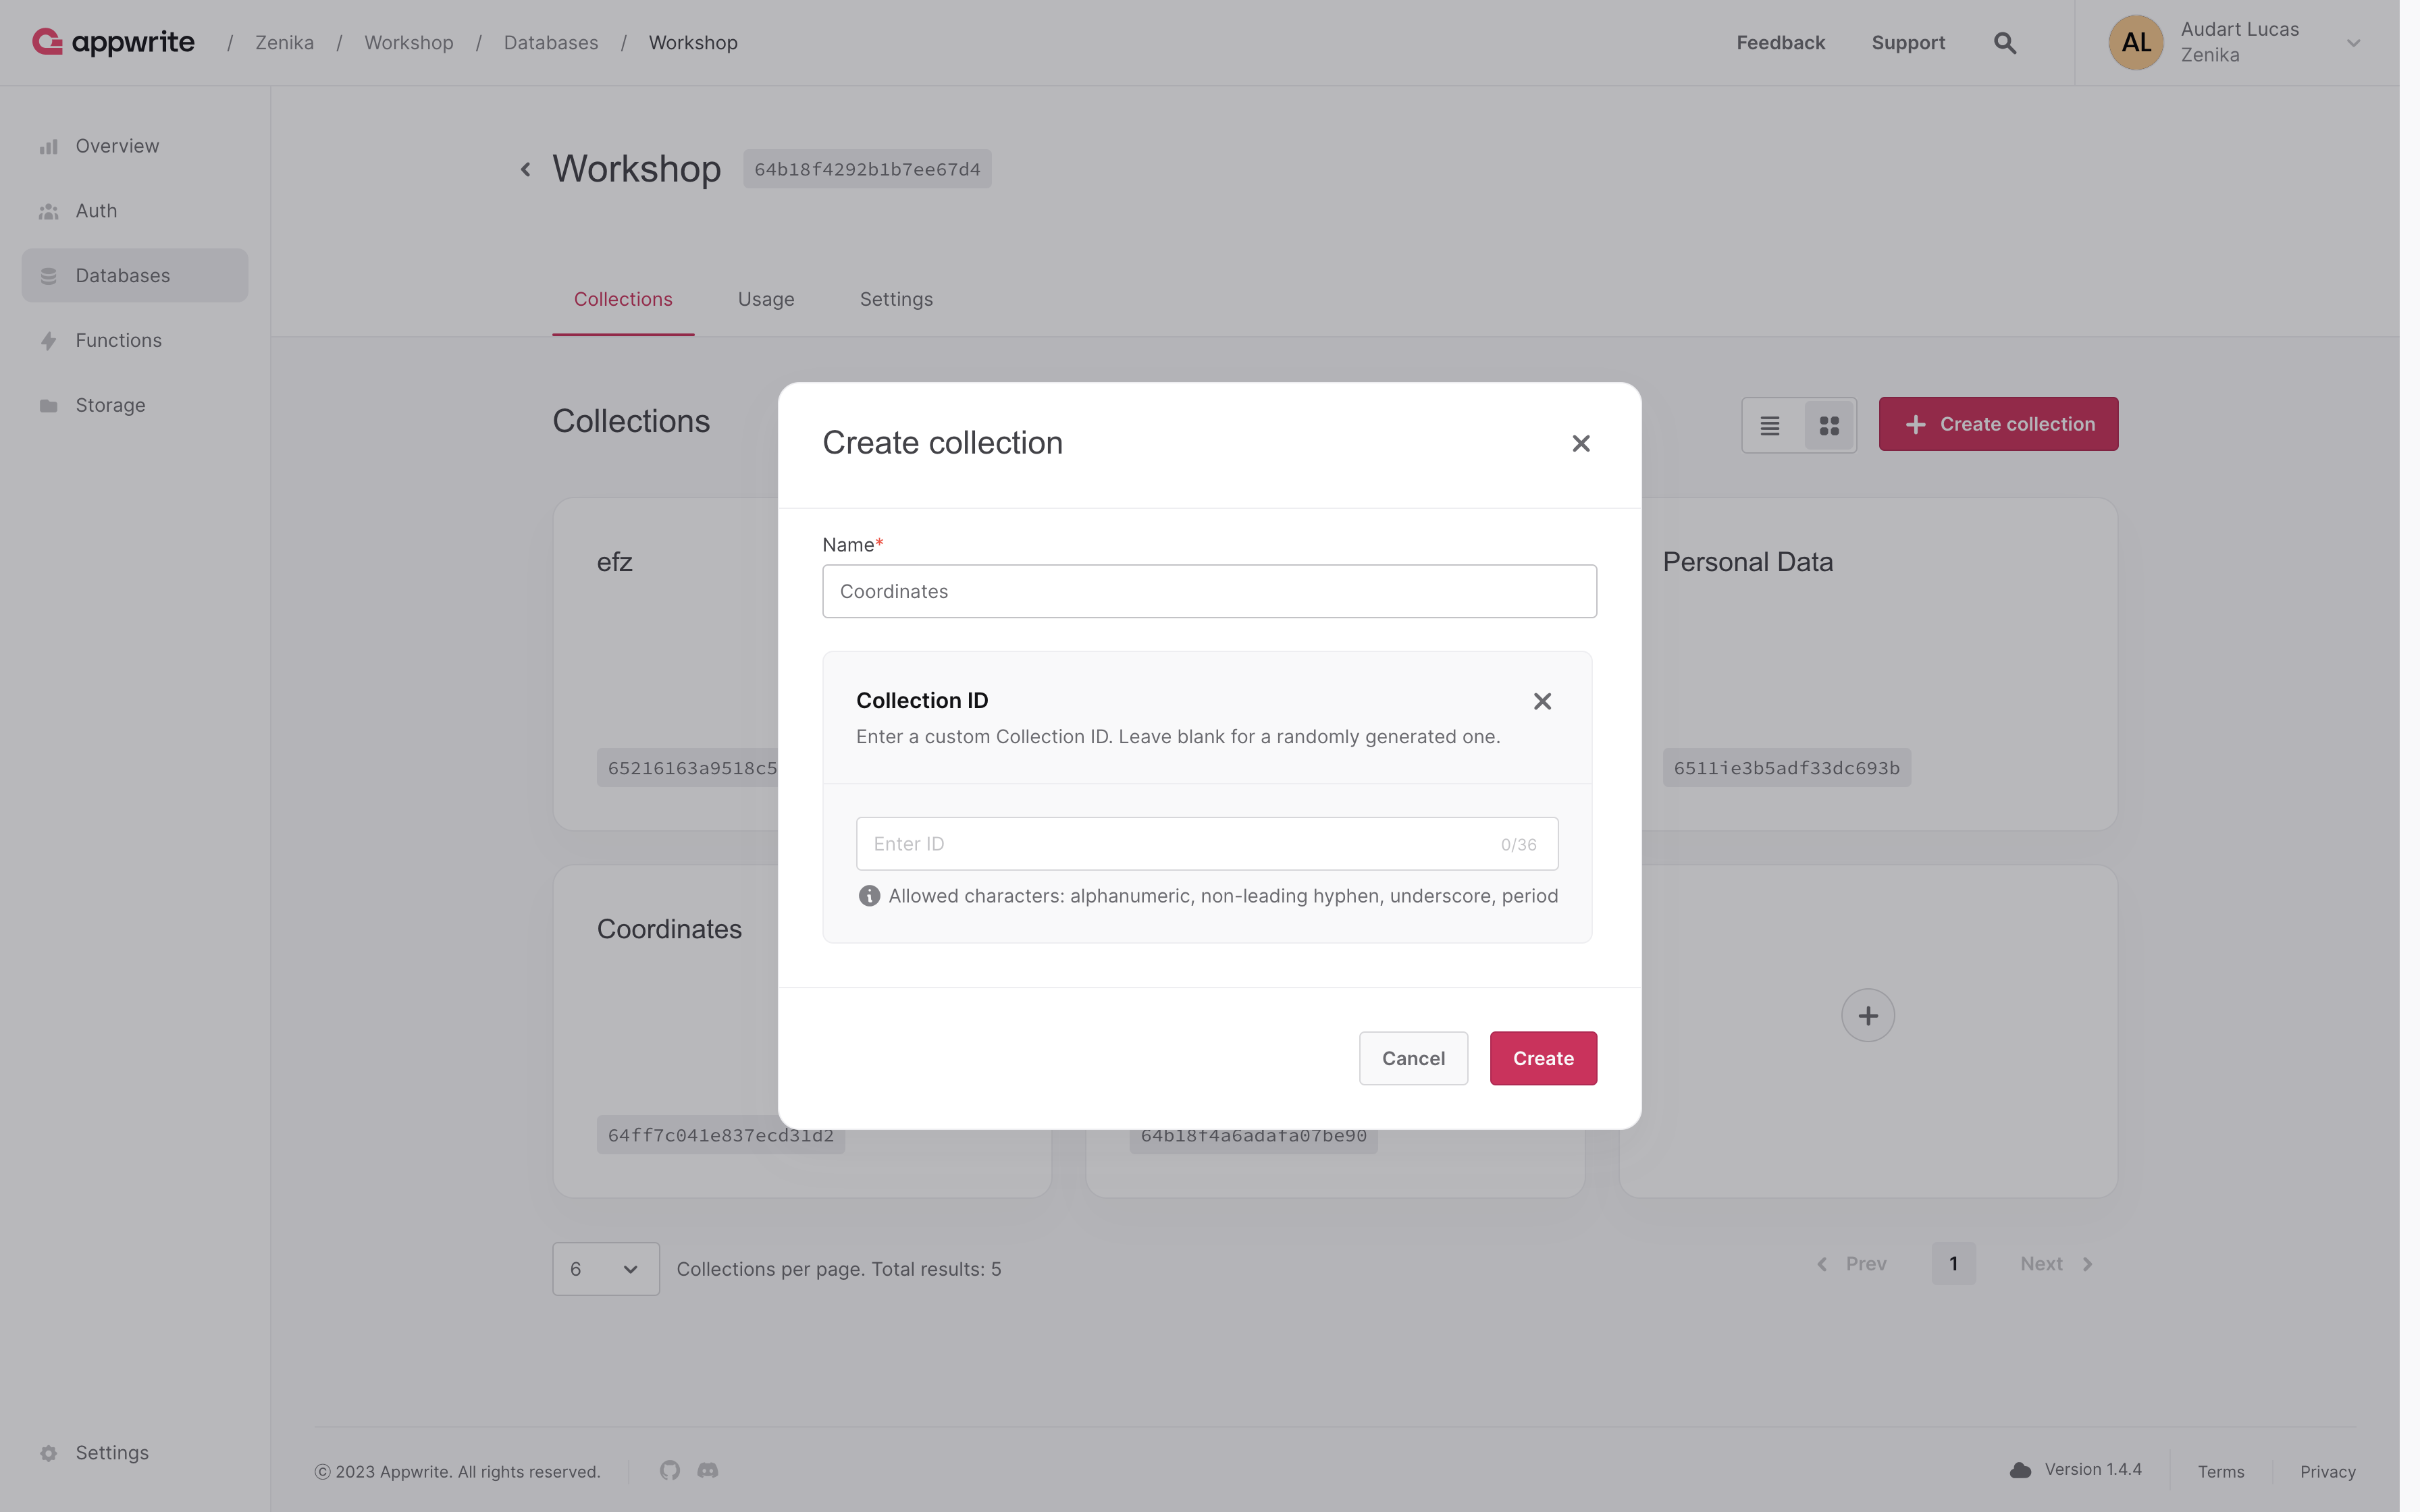 appwrite / Zenika / Workshop / Databases / Workshop
Feedback Support
AL Audart Lucas
Zenika
Overview
Auth
Databases
Functions
Storage
Settings
Workshop 64b18f4292b1b7ee67d4
Collections Usage Settings
Collections
Create collection
efz
65216163a9518c5
Personal Data
6511ie3b5adf33dc693b
Coordinates
64ff7c041e837ecd31d2
64b18f4a6adafa07be90
Create collection
Name*
Coordinates
Collection ID
Enter a custom Collection ID. Leave blank for a randomly generated one.
Enter ID 0/36
Allowed characters: alphanumeric, non-leading hyphen, underscore, period
Cancel Create
6 Collections per page. Total results: 5
Prev 1 Next
© 2023 Appwrite. All rights reserved.
Version 1.4.4 Terms Privacy